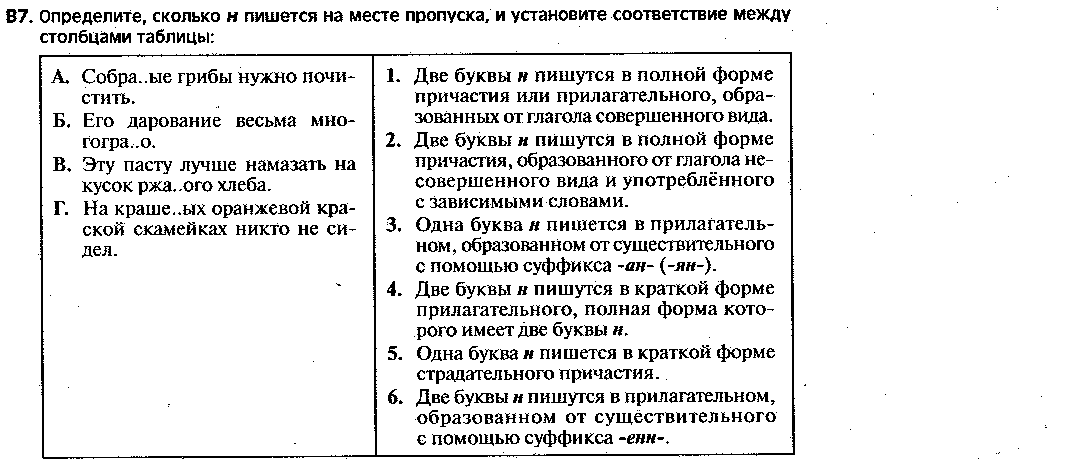 В7. Определите, сколько н пишется на месте пропуска, и установите соответствие между
столбцами таблицы:
А. Собра..ые грибы нужно почи-
стить.
Б. Его дарование весьма мно-
гогра..о.
В. Эту пасту лучше намазать на
кусок ржа..ого хлеба.
Г. На краше..ых оранжевой кра-
ской скамейках никто не си-
дел.
1. Две буквы н пишутся в полной форме
причастия или прилагательного, обра-
зованных от глагола совершенного вида.
2. Две буквы н пишутся в полной форме
причастия, образованного от глагола не-
совершенного вида и употреблённого
с зависимыми словами.
3. Одна буква н пишется в прилагатель-
ном, образованном от существительного
с помощью суффикса -ан- (-ян-).
4. Две буквы н пишутся в краткой форме
прилагательного, полная форма кото-
рого имеет две буквы н.
5. Одна буква н пишется в краткой форме
страдательного причастия.
6. Две буквы н пишутся в прилагательном,
образованном от существительного
с помощью суффикса -енн-.